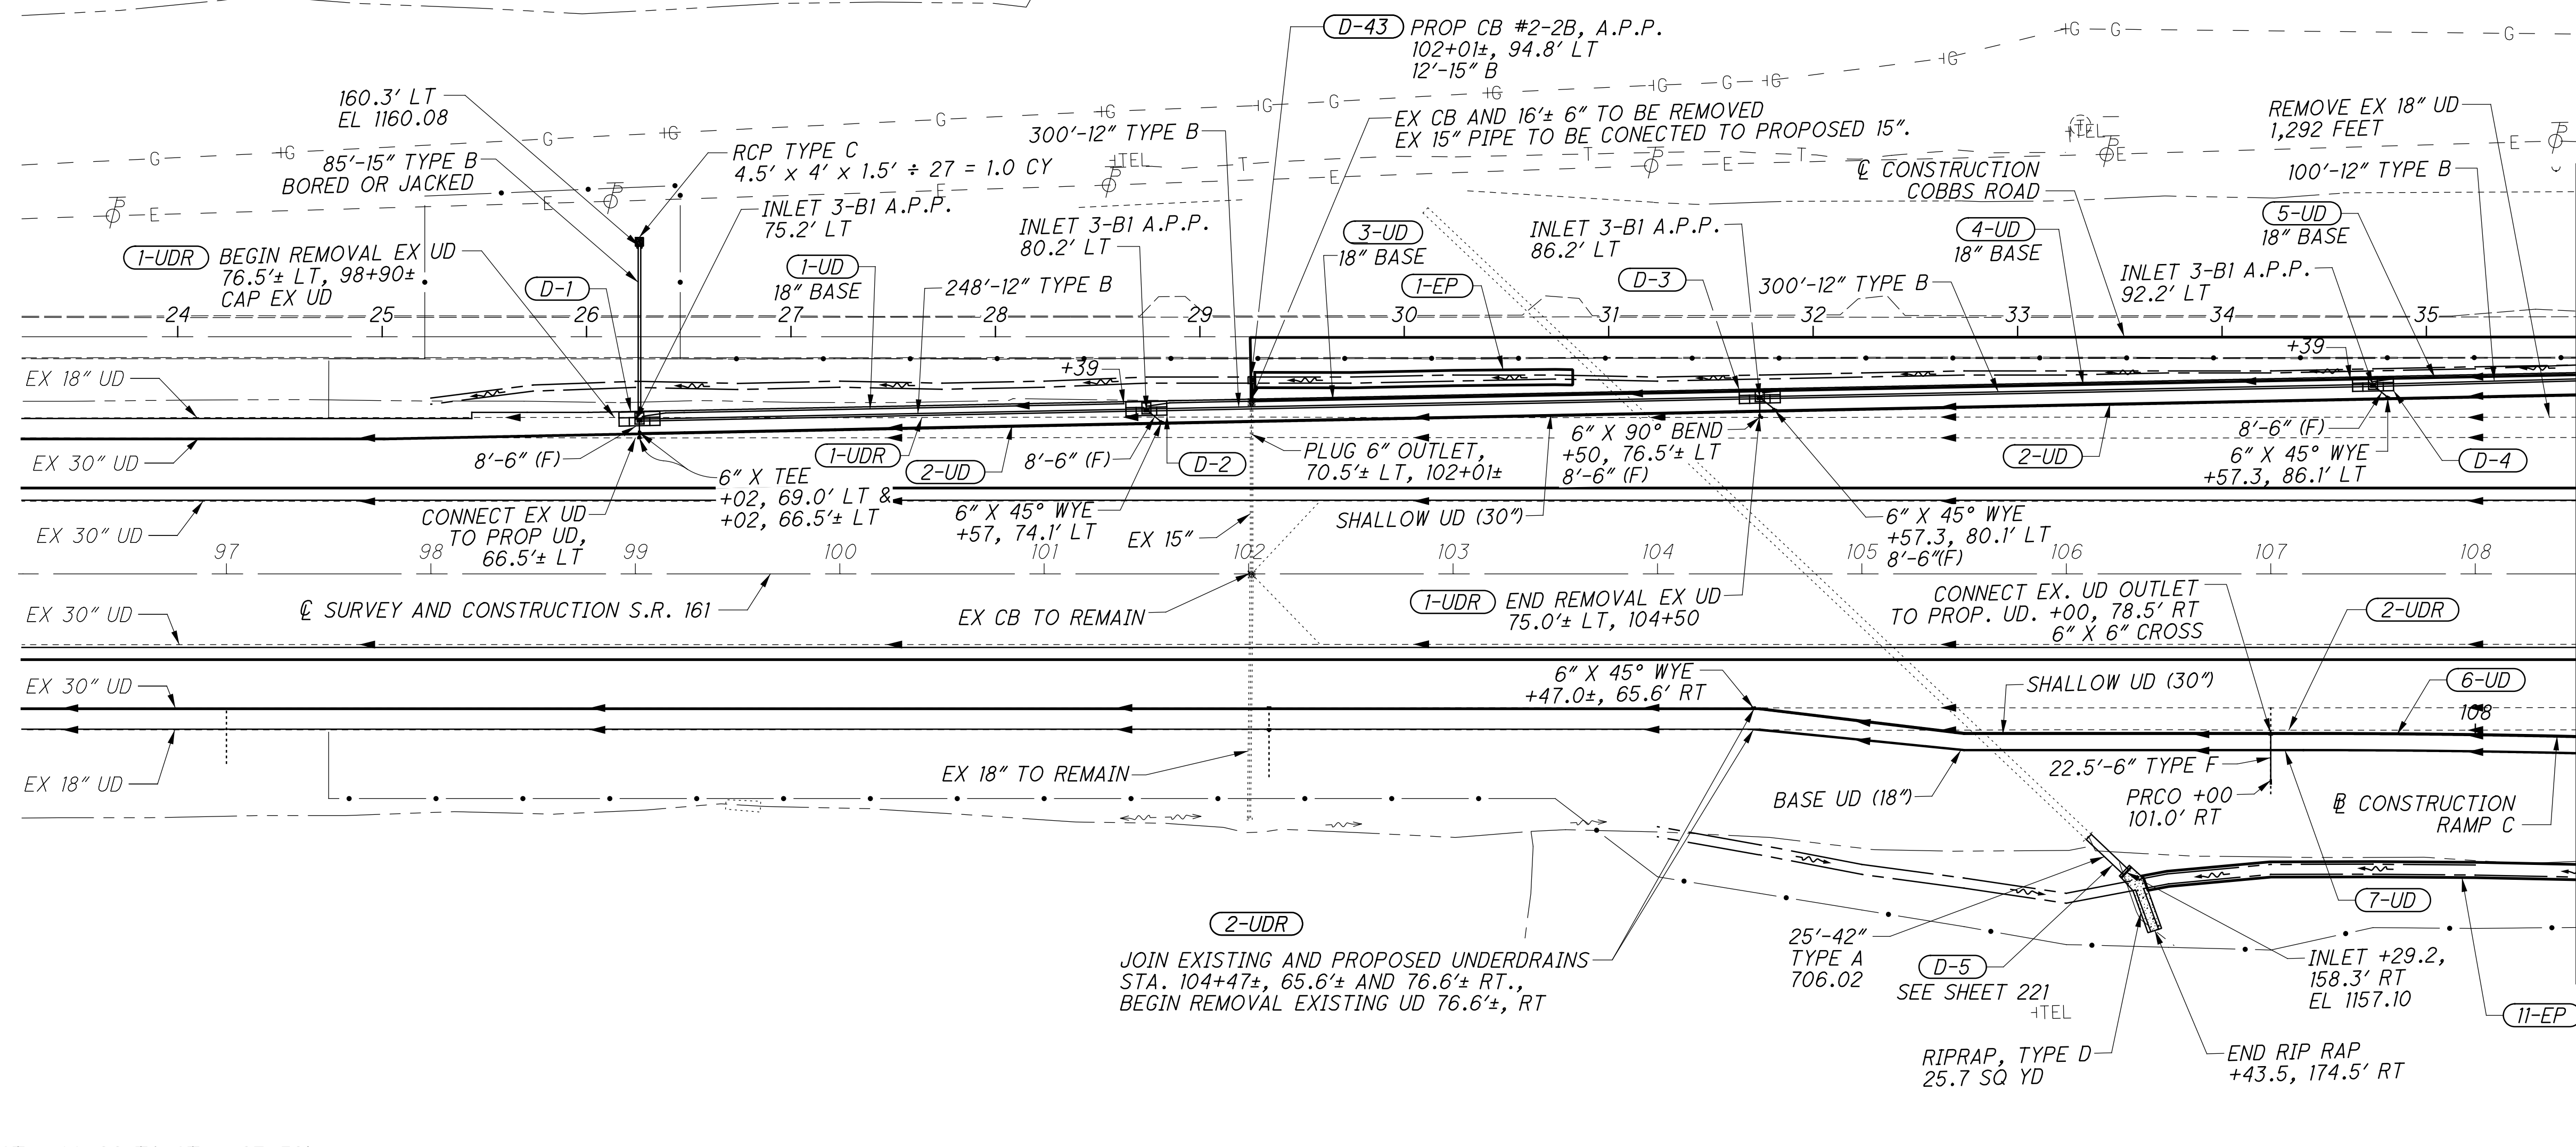 D-43 PROP CB #2-2B, A.P.P.
102+01±, 94.8' LT
12'-15" B
160.3' LT
EL 1160.08
85'-15" TYPE B
BORED OR JACKED
RCP TYPE C
4.5' x 4' x 1.5' ÷ 27 = 1.0 CY
300'-12" TYPE B
EX CB AND 16'± 6" TO BE REMOVED
EX 15" PIPE TO BE CONECTED TO PROPOSED 15".
REMOVE EX 18" UD
1,292 FEET
100'-12" TYPE B
℄ CONSTRUCTION
COBBS ROAD
1-UDR BEGIN REMOVAL EX UD
76.5'± LT, 98+90±
CAP EX UD
D-1
INLET 3-B1 A.P.P.
75.2' LT
1-UD
18" BASE
248'-12" TYPE B
INLET 3-B1 A.P.P.
80.2' LT
3-UD
18" BASE
1-EP
INLET 3-B1 A.P.P.
86.2' LT
D-3
300'-12" TYPE B
4-UD
18" BASE
5-UD
18" BASE
INLET 3-B1 A.P.P.
92.2' LT
24 25 26 27 28 29 30 31 32 33 34 35
+39
+39
G G G G G G G G G G G G G G
TEL
T T T
E E E E E E E
TEL
EX 18" UD
EX 30" UD
EX 30" UD
8'-6" (F)
6" X TEE
+02, 69.0' LT &
+02, 66.5'± LT
CONNECT EX UD
TO PROP UD,
66.5'± LT
1-UDR
2-UD
8'-6" (F)
D-2
6" X 45° WYE
+57, 74.1' LT
EX 15"
PLUG 6" OUTLET,
70.5'± LT, 102+01±
SHALLOW UD (30")
6" X 90° BEND
+50, 76.5'± LT
8'-6" (F)
6" X 45° WYE
+57.3, 80.1' LT
8'-6"(F)
2-UD
8'-6" (F)
6" X 45° WYE
+57.3, 86.1' LT
D-4
97 98 99 100 101 102 103 104 105 106 107 108
℄ SURVEY AND CONSTRUCTION S.R. 161
EX CB TO REMAIN
1-UDR END REMOVAL EX UD
75.0'± LT, 104+50
CONNECT EX. UD OUTLET
TO PROP. UD. +00, 78.5' RT
6" X 6" CROSS
2-UDR
EX 30" UD
EX 30" UD
EX 18" UD
6" X 45° WYE
+47.0±, 65.6' RT
SHALLOW UD (30")
6-UD
108
EX 18" TO REMAIN
BASE UD (18")
22.5'-6" TYPE F
PRCO +00
101.0' RT
B CONSTRUCTION
RAMP C
2-UDR
JOIN EXISTING AND PROPOSED UNDERDRAINS
STA. 104+47±, 65.6'± AND 76.6'± RT.,
BEGIN REMOVAL EXISTING UD 76.6'±, RT
25'-42"
TYPE A
706.02
D-5
SEE SHEET 221
TEL
7-UD
INLET +29.2,
158.3' RT
EL 1157.10
11-EP
RIPRAP, TYPE D
25.7 SQ YD
END RIP RAP
+43.5, 174.5' RT